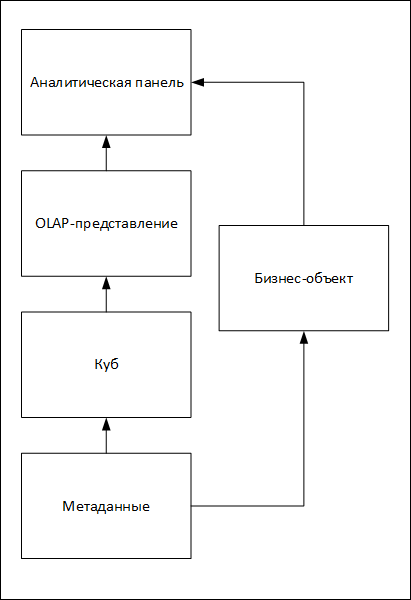 Аналитическая панель
OLAP-представление
Бизнес-объект
Куб
Метаданные